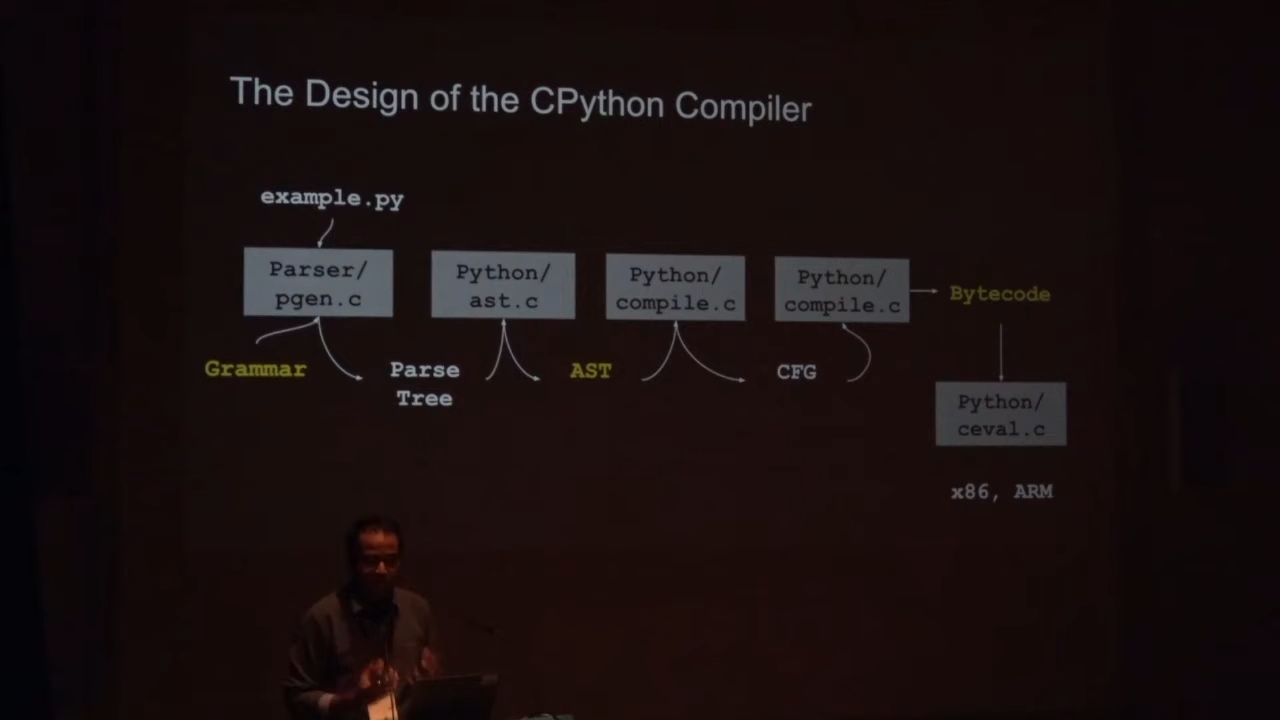 The Design of the CPython Compiler
example.py
Parser/
pgen.c
Python/
ast.c
Python/
compile.c
Python/
compile.c
Bytecode
Grammar
Parse
Tree
AST
CFG
Python/
ceval.c
x86, ARM